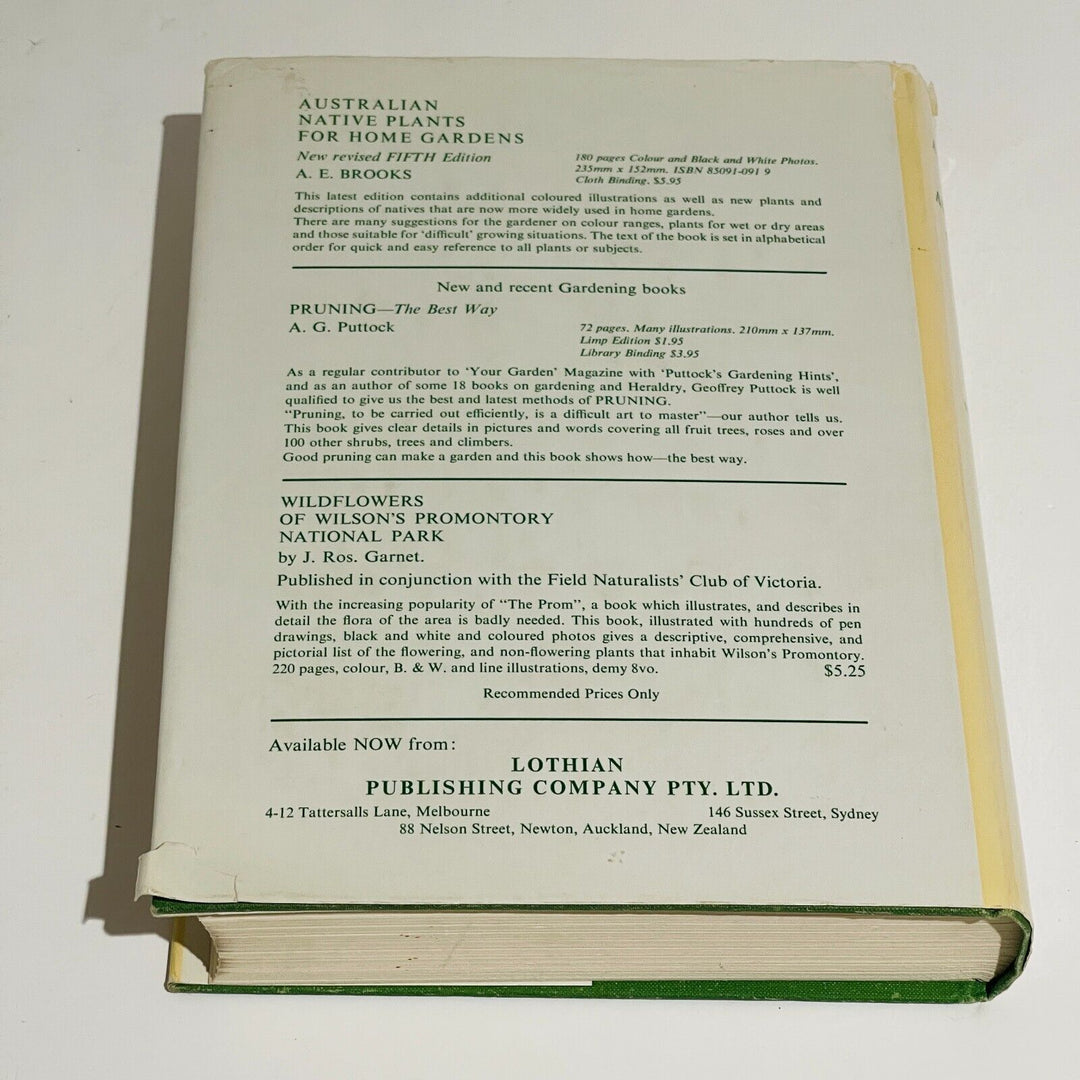 AUSTRALIAN
NATIVE PLANTS
FOR HOME GARDENS
New revised FIFTH Edition
A. E. BROOKS
180 pages Colour and Black and White Photos.
235mm x 152mm. ISBN 85091-091 9
Cloth Binding. $5.95
This latest edition contains additional coloured illustrations as well as new plants and
descriptions of natives that are now more widely used in home gardens.
There are many suggestions for the gardener on colour ranges, plants for wet or dry areas
and those suitable for 'difficult' growing situations. The text of the book is set in alphabetical
order for quick and easy reference to all plants or subjects.
New and recent Gardening books
PRUNING—The Best Way
A. G. Puttock
72 pages. Many illustrations. 210mm x 137mm.
Limp Edition $1.95
Library Binding $3.95
As a regular contributor to 'Your Garden' Magazine with 'Puttock's Gardening Hints',
and as an author of some 18 books on gardening and Heraldry, Geoffrey Puttock is well
qualified to give us the best and latest methods of PRUNING.
"Pruning, to be carried out efficiently, is a difficult art to master"—our author tells us.
This book gives clear details in pictures and words covering all fruit trees, roses and over
100 other shrubs, trees and climbers.
Good pruning can make a garden and this book shows how—the best way.
WILDFLOWERS
OF WILSON'S PROMONTORY
NATIONAL PARK
by J. Ros. Garnet.
Published in conjunction with the Field Naturalists' Club of Victoria.
With the increasing popularity of "The Prom", a book which illustrates, and describes in
detail the flora of the area is badly needed. This book, illustrated with hundreds of pen
drawings, black and white and coloured photos gives a descriptive, comprehensive, and
pictorial list of the flowering, and non-flowering plants that inhabit Wilson's Promontory.
220 pages, colour, B. & W. and line illustrations, demy 8vo. $5.25
Recommended Prices Only
Available NOW from:
LOTHIAN
PUBLISHING COMPANY PTY. LTD.
4-12 Tattersalls Lane, Melbourne 146 Sussex Street, Sydney
88 Nelson Street, Newton, Auckland, New Zealand